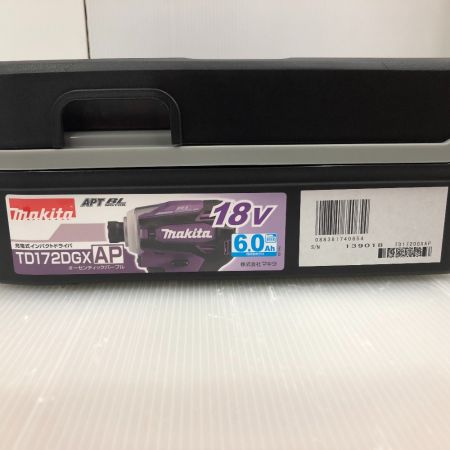 makita
APT BL
MOTOR
充電式インパクトドライバ
TD172DGX AP
オーセンティックパープル
makita
18V
6.0Ah
株式会社マキタ
088381740654
S/N 139018
TD172DGXAP